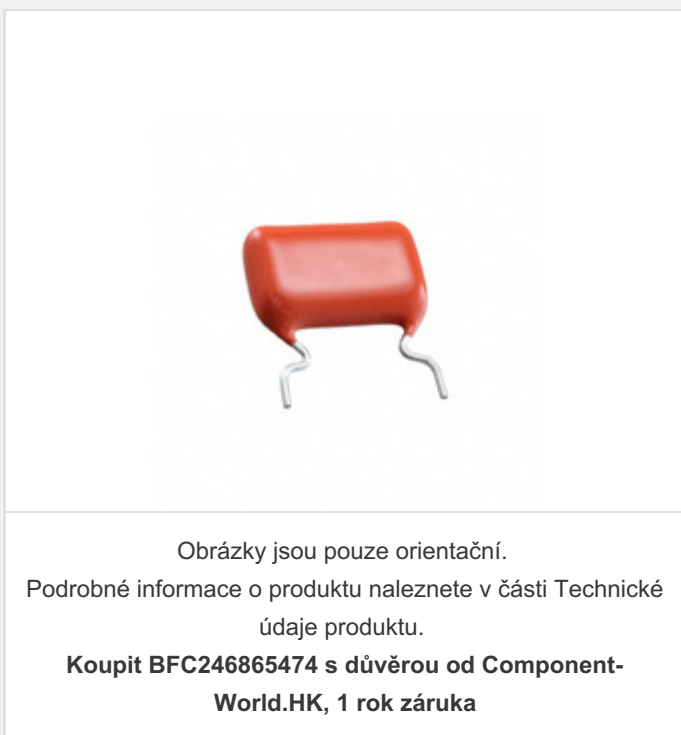 Obrázky jsou pouze orientační.
Podrobné informace o produktu naleznete v části Technické
údaje produktu.
Koupit BFC246865474 s důvěrou od Component-
World.HK, 1 rok záruka